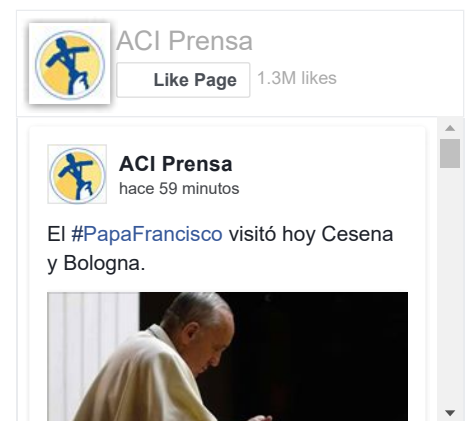 ACI Prensa
Like Page
1.3M likes
ACI Prensa
hace 59 minutos
El #PapaFrancisco visitó hoy Cesena
y Bologna.